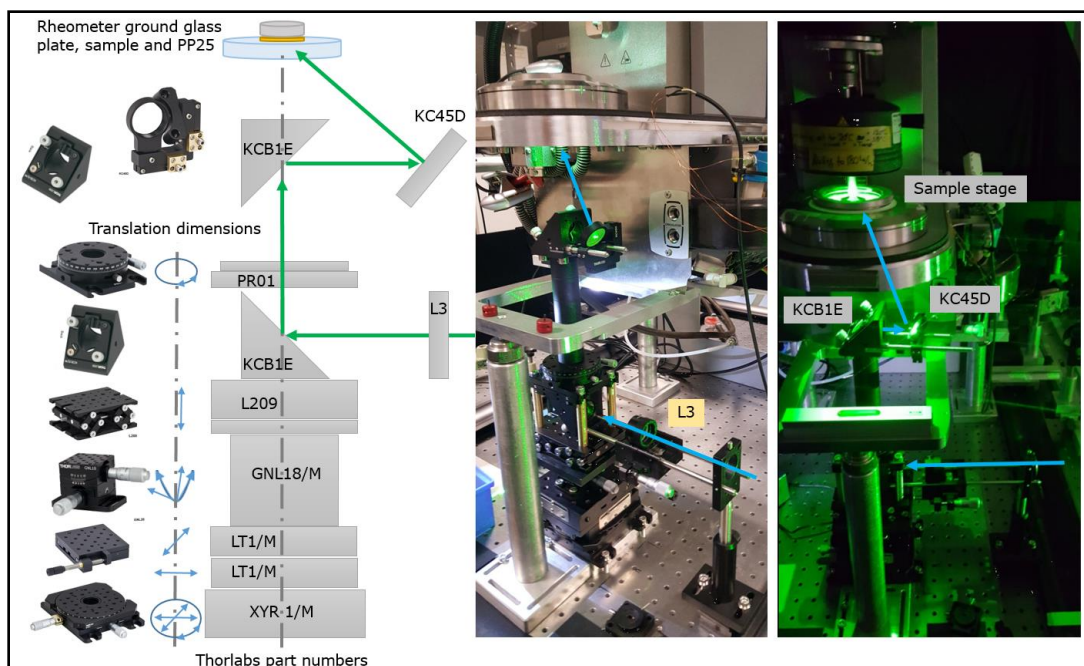 Rheometer ground glass
plate, sample and PP25
KC45D
KCB1E
Translation dimensions
PR01
L3
KCB1E
L209
GNL18/M
LT1/M
LT1/M
XYR 1/M
Thorlabs part numbers
L3
Sample stage
KCB1E
KC45D